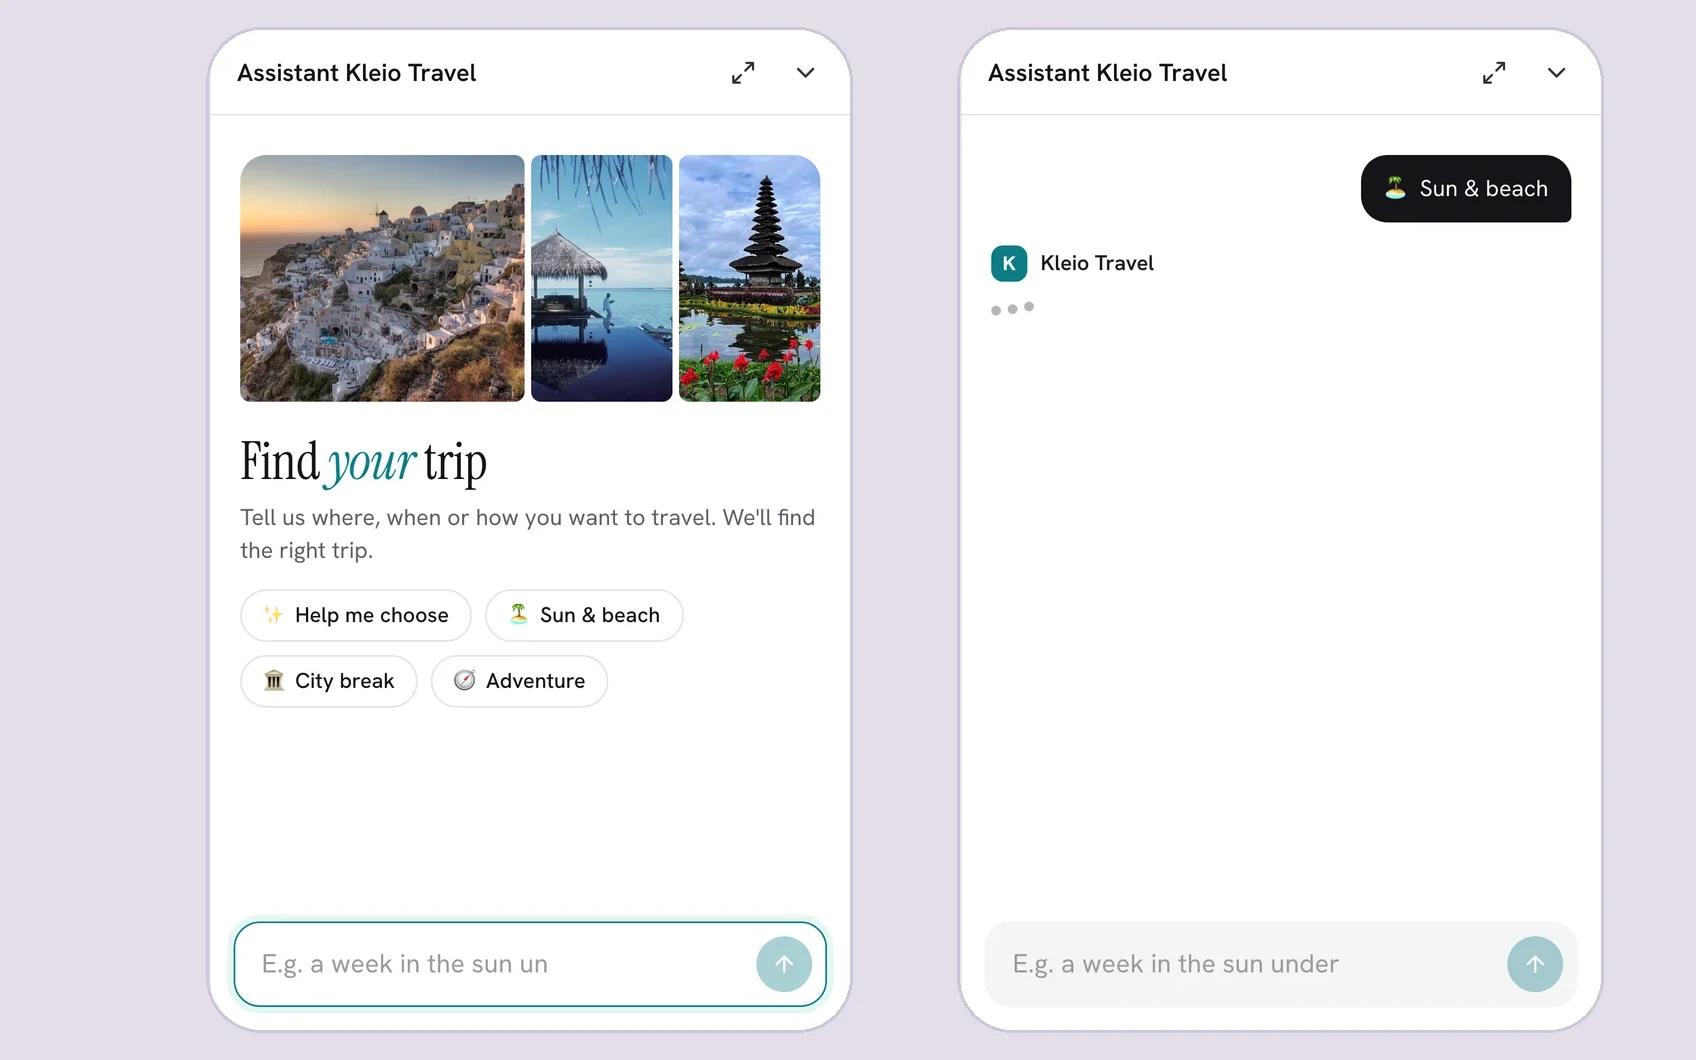 Assistant Kleio Travel
Find your trip
Tell us where, when or how you want to travel. We'll find
the right trip.
✨ Help me choose
🏝️ Sun & beach
🏛️ City break
🧭 Adventure
E.g. a week in the sun un
Assistant Kleio Travel
🏝️ Sun & beach
K Kleio Travel
E.g. a week in the sun under